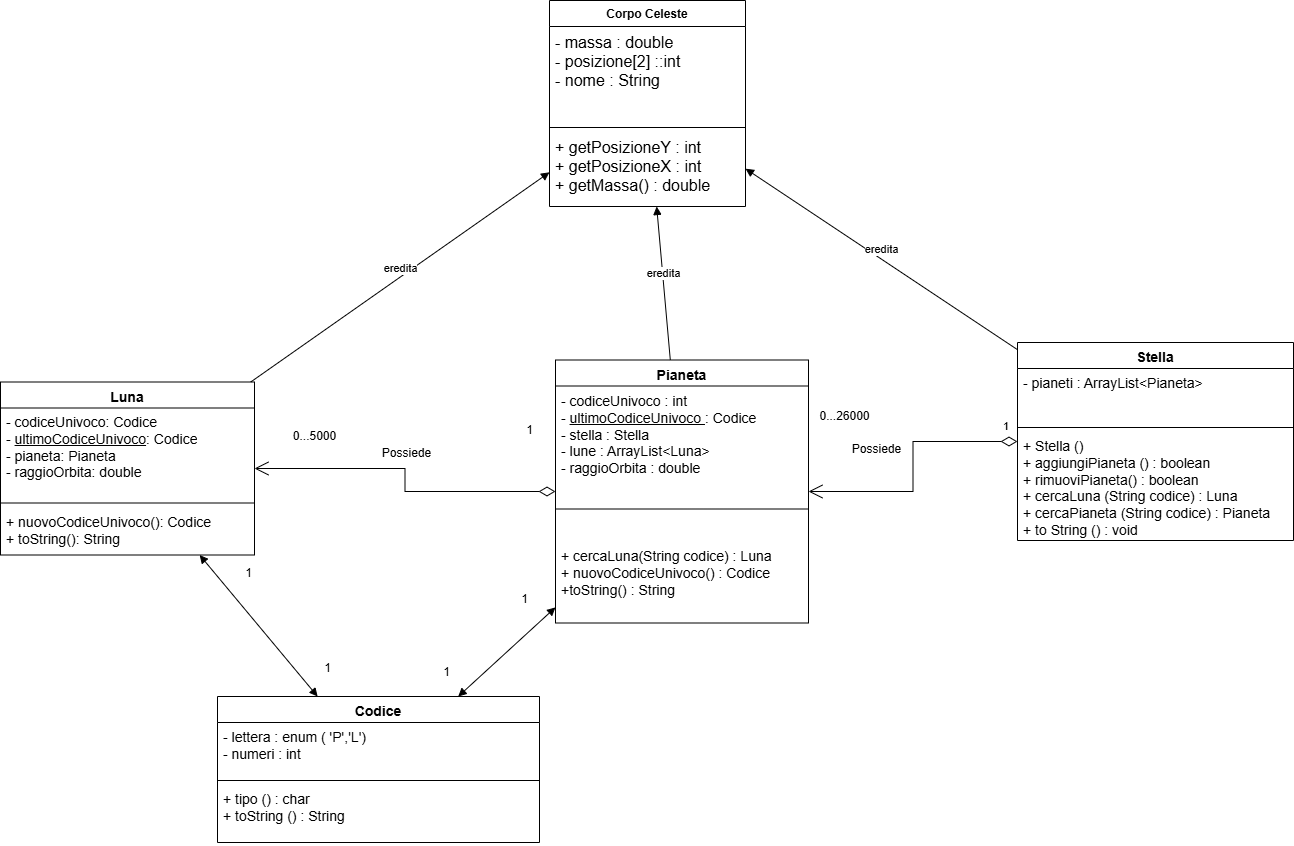 Corpo Celeste
- massa : double
- posizione[2] ::int
- nome : String
+ getPosizioneY : int
+ getPosizioneX : int
+ getMassa() : double
eredita
eredita
eredita
Luna
- codiceUnivoco: Codice
- ultimoCodiceUnivoco: Codice
- pianeta: Pianeta
- raggioOrbita: double
+ nuovoCodiceUnivoco(): Codice
+ toString(): String
0...5000
Possiede
1
Pianeta
- codiceUnivoco : int
- ultimoCodiceUnivoco : Codice
- stella : Stella
- lune : ArrayList<Luna>
- raggioOrbita : double
+ cercaLuna(String codice) : Luna
+ nuovoCodiceUnivoco() : Codice
+toString() : String
0...26000
Possiede
1
Stella
- pianeti : ArrayList<Pianeta>
+ Stella ()
+ aggiungiPianeta () : boolean
+ rimuoviPianeta() : boolean
+ cercaLuna (String codice) : Luna
+ cercaPianeta (String codice) : Pianeta
+ to String () : void
1
1
1
1
Codice
- lettera : enum ( 'P','L')
- numeri : int
+ tipo () : char
+ toString () : String